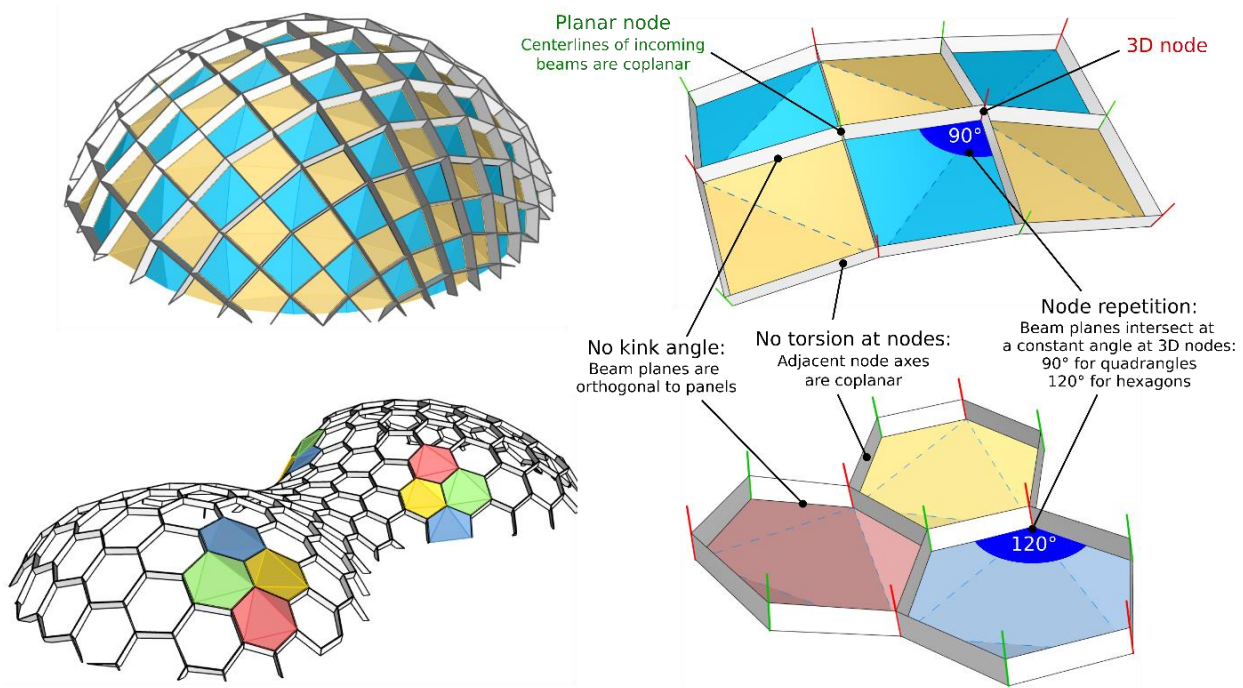 Planar node
Centerlines of incoming
beams are coplanar
3D node
90°
No kink angle:
Beam planes are
orthogonal to panels
No torsion at nodes:
Adjacent node axes
are coplanar
Node repetition:
Beam planes intersect at
a constant angle at 3D nodes:
90° for quadrangles
120° for hexagons
120°